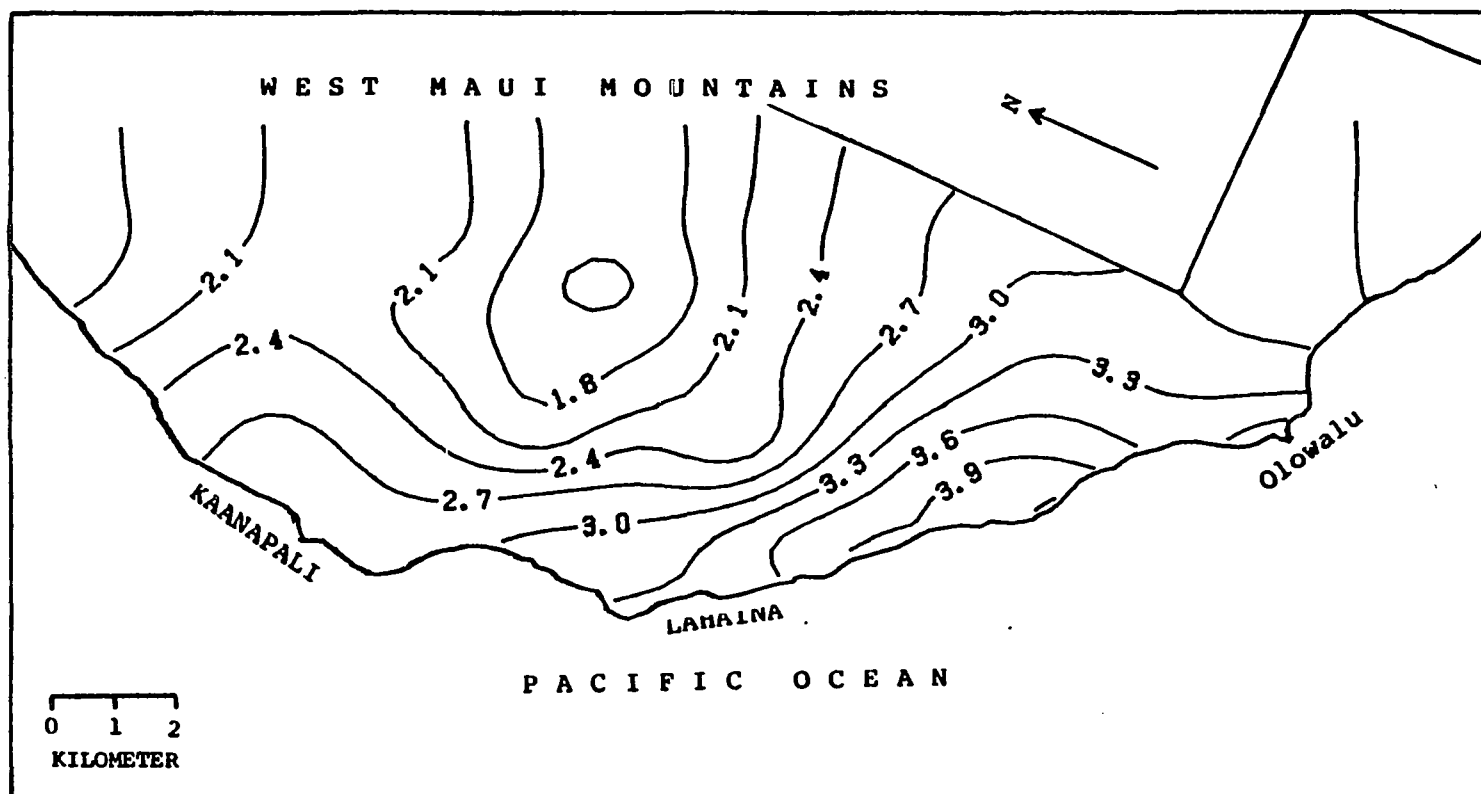 WEST MAUI MOUNTAINS
N
2.1
2.1
2.4
2.1
2.7
3.0
2.4
1.8
3.3
2.4
3.3
3.6
3.9
2.7
3.0
KAANAPALI
Olowalu
LAHAINA
PACIFIC OCEAN
0 1 2
KILOMETER